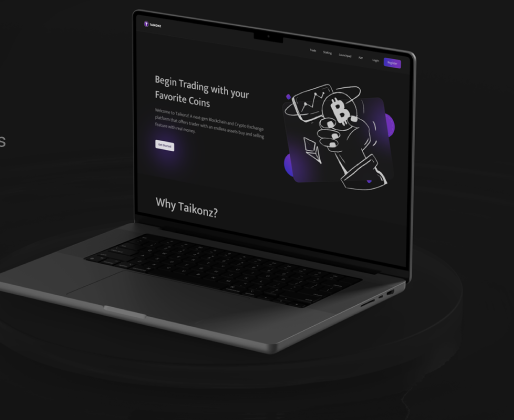 Taikonz
Begin Trading with your
Favorite Coins
Welcome to Taikonz! A next-gen Blockchain and Crypto Exchange
platform that offers trader with an endless assets buy and selling
feature with real money.
Why Taikonz?
s